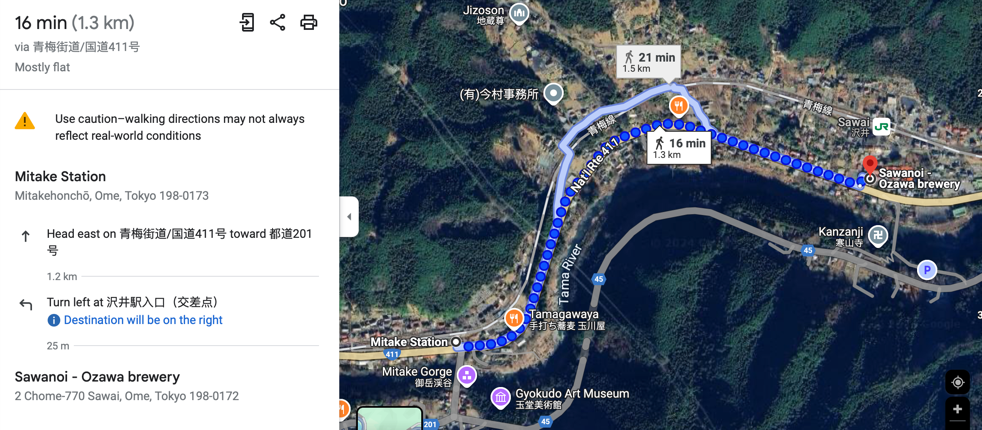 16 min (1.3 km)
via 青梅街道/国道411号
Mostly flat
Use caution–walking directions may not always
reflect real-world conditions
Mitake Station
Mitakehonchō, Ome, Tokyo 198-0173
Head east on 青梅街道/国道411号 toward 都道201
号
1.2 km
Turn left at 沢井駅入口（交差点）
Destination will be on the right
25 m
Sawanoi - Ozawa brewery
2 Chome-770 Sawai, Ome, Tokyo 198-0172
Jizoson
地蔵尊
21 min
1.5 km
(有)今村事務所
青梅線
青梅線
Sawai
沢井
JR
Nat'l Rte 411
16 min
1.3 km
Sawanoi -
Ozawa brewery
Kanzanji
寒山寺
45
45
P
Tama River
Tamagawaya
手打ち蕎麦 玉川屋
Mitake Station
411
Mitake Gorge
御岳渓谷
Gyokudo Art Museum
玉堂美術館
201
45